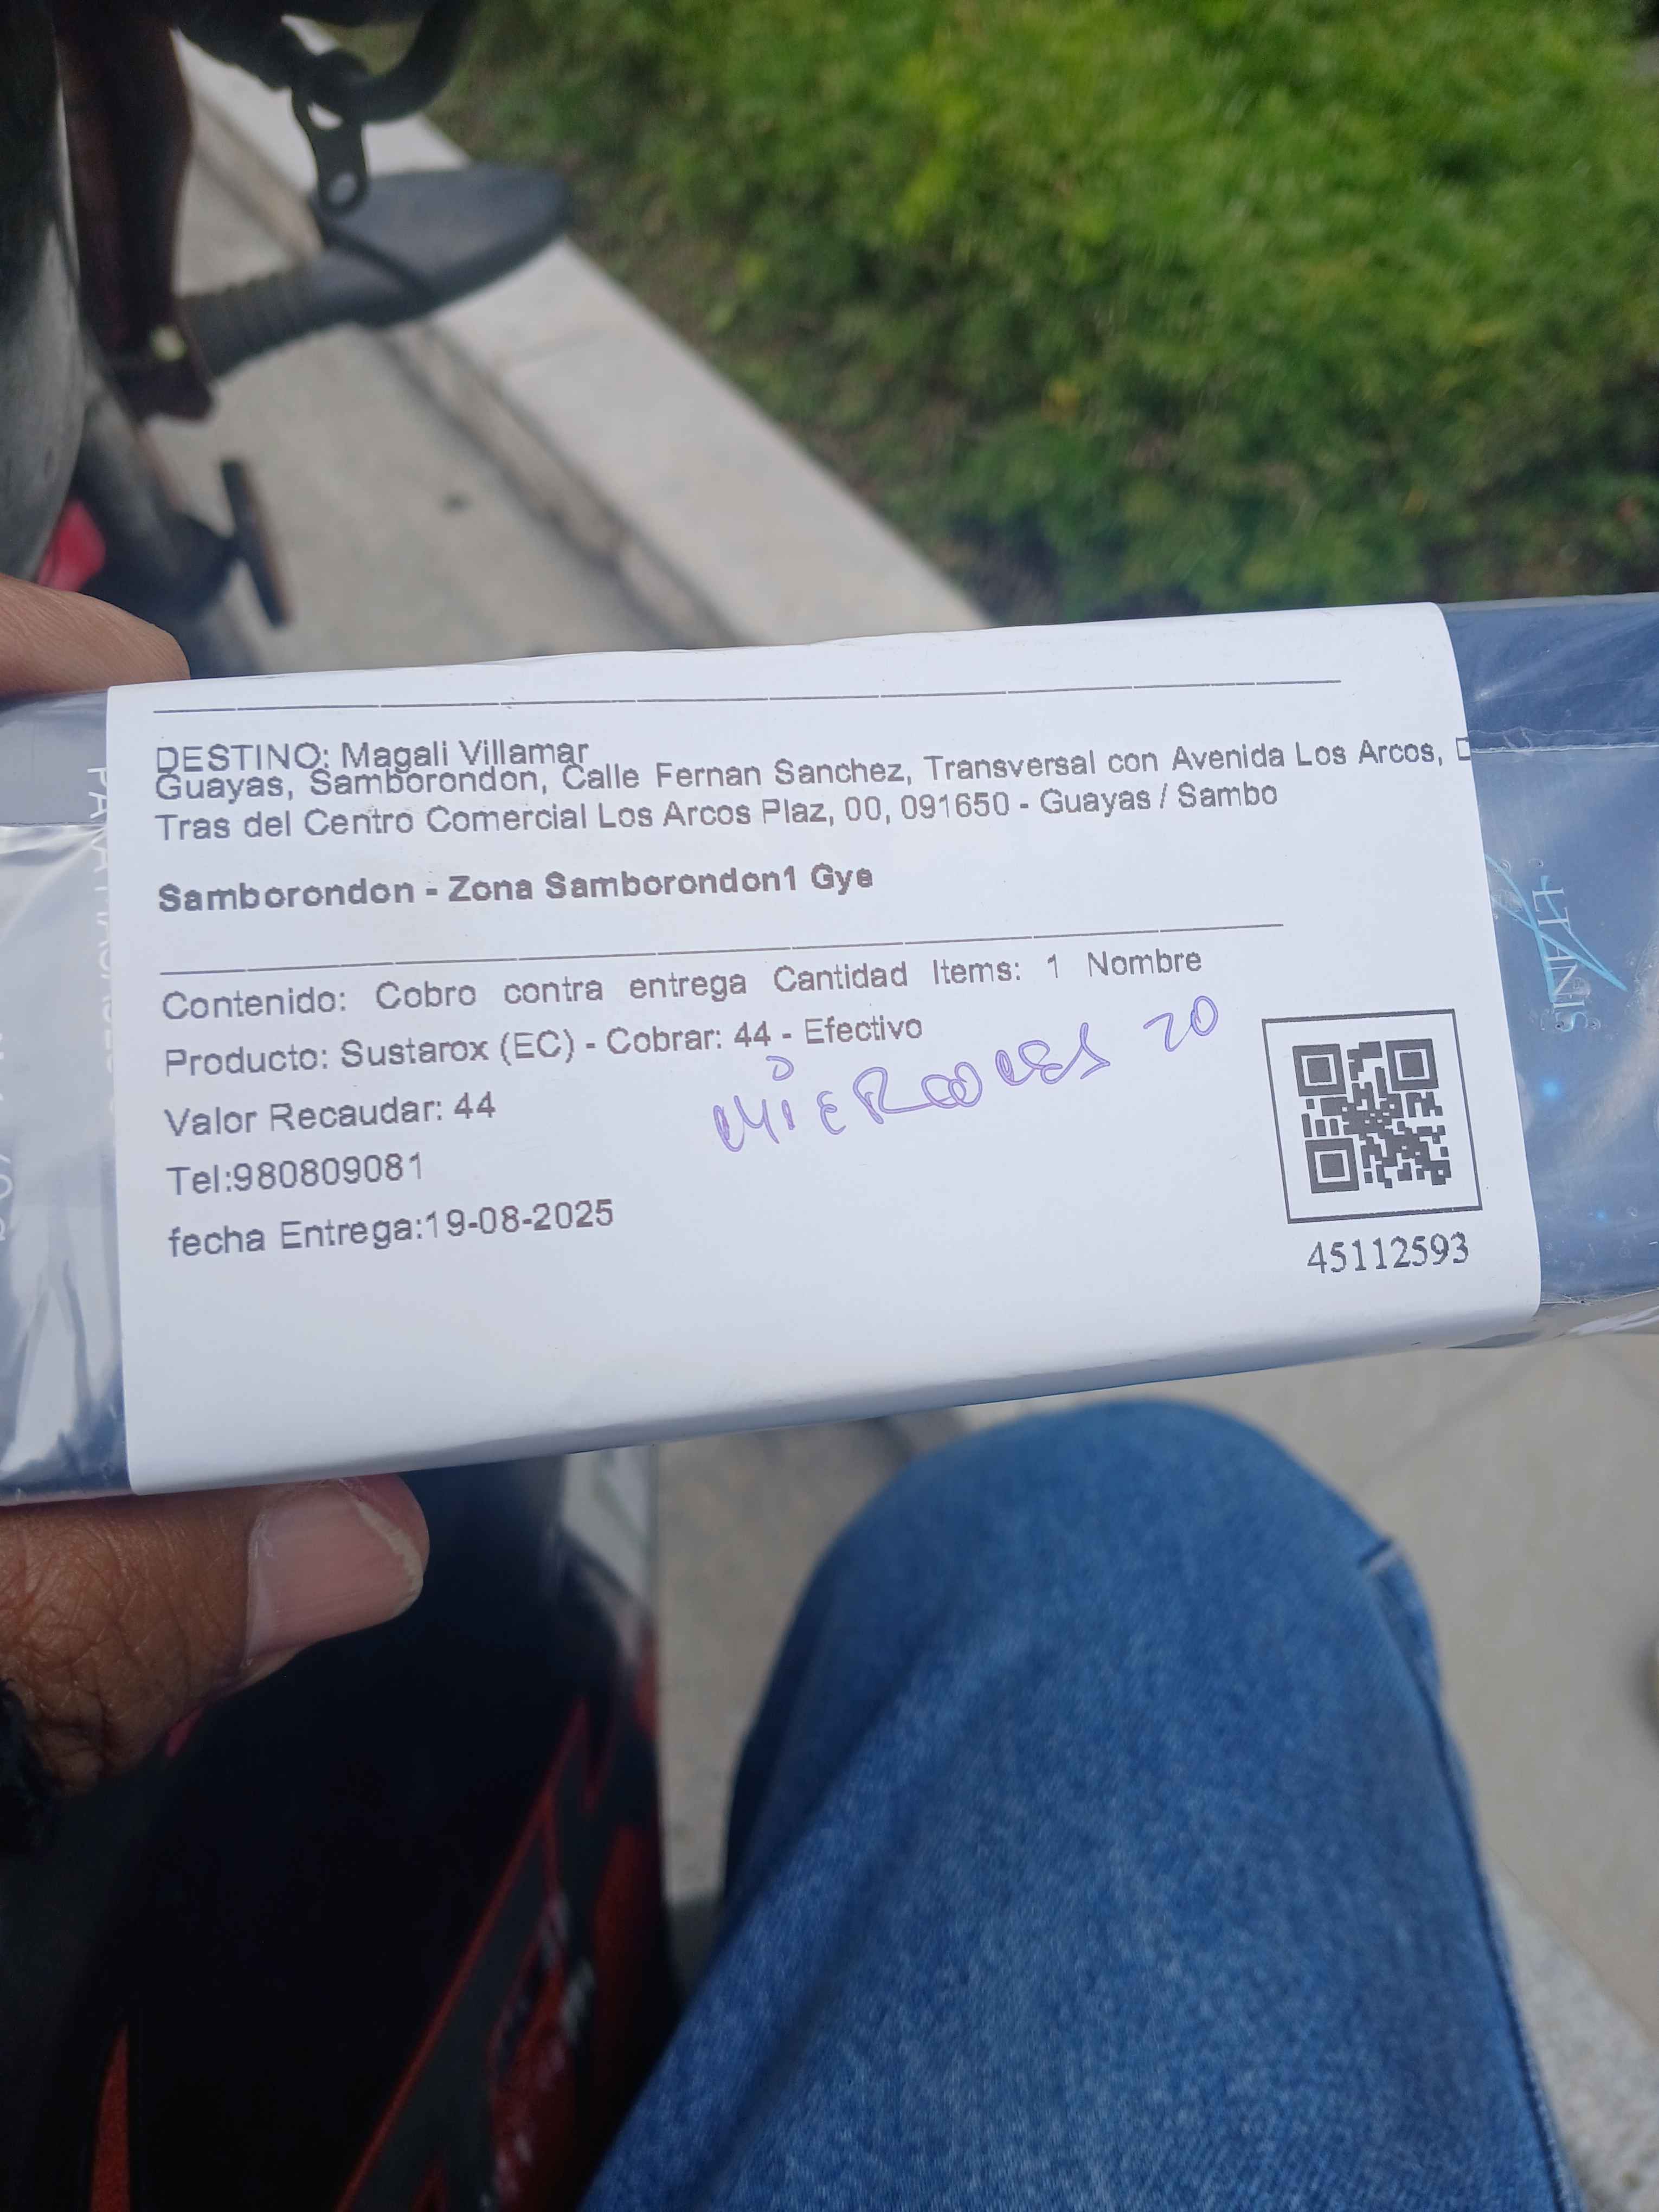 DESTINO: Magali Villamar
Guayas, Samborondon, Calle Fernan Sanchez, Transversal con Avenida Los Arcos,
Tras del Centro Comercial Los Arcos Plaz, 00, 091650 - Guayas / Sambo
Samborondon - Zona Samborondon1 Gye
Contenido: Cobro contra entrega Cantidad Items: 1 Nombre
Producto: Sustarox (EC) - Cobrar: 44 - Efectivo
MIERCOLES 20
Valor Recaudar: 44
Tel:980809081
fecha Entrega:19-08-2025
45112593